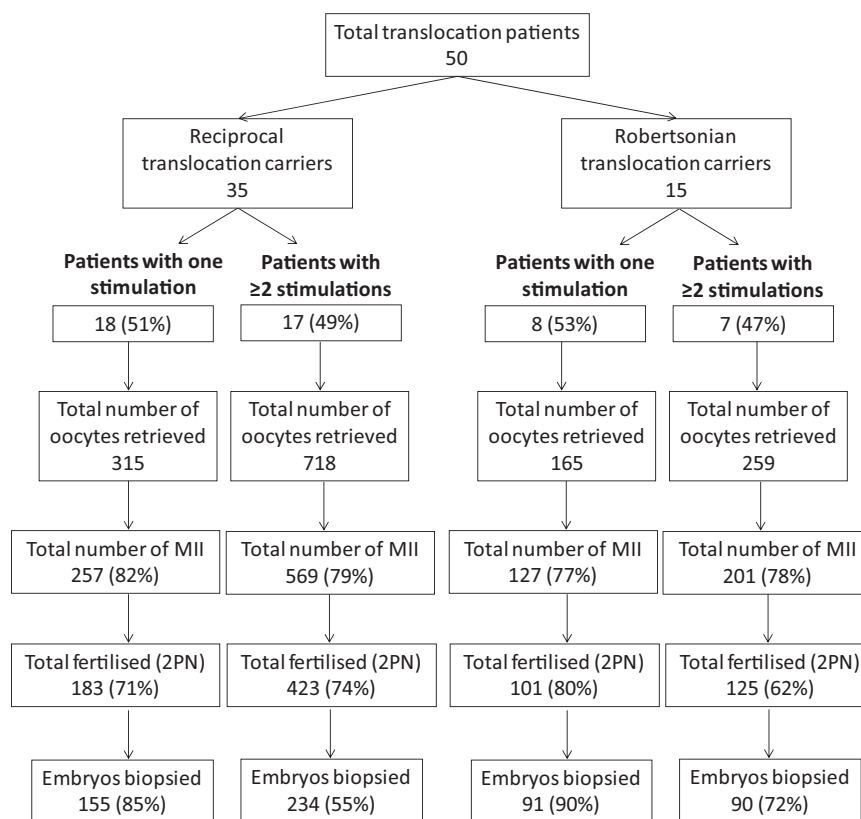 Total translocation patients
50
Reciprocal
translocation carriers
35
Robertsonian
translocation carriers
15
Patients with one
stimulation
Patients with
≥2 stimulations
Patients with one
stimulation
Patients with
≥2 stimulations
18 (51%)
17 (49%)
8 (53%)
7 (47%)
Total number of
oocytes retrieved
315
Total number of
oocytes retrieved
718
Total number of
oocytes retrieved
165
Total number of
oocytes retrieved
259
Total number of MII
257 (82%)
Total number of MII
569 (79%)
Total number of MII
127 (77%)
Total number of MII
201 (78%)
Total fertilised (2PN)
183 (71%)
Total fertilised (2PN)
423 (74%)
Total fertilised (2PN)
101 (80%)
Total fertilised (2PN)
125 (62%)
Embryos biopsied
155 (85%)
Embryos biopsied
234 (55%)
Embryos biopsied
91 (90%)
Embryos biopsied
90 (72%)